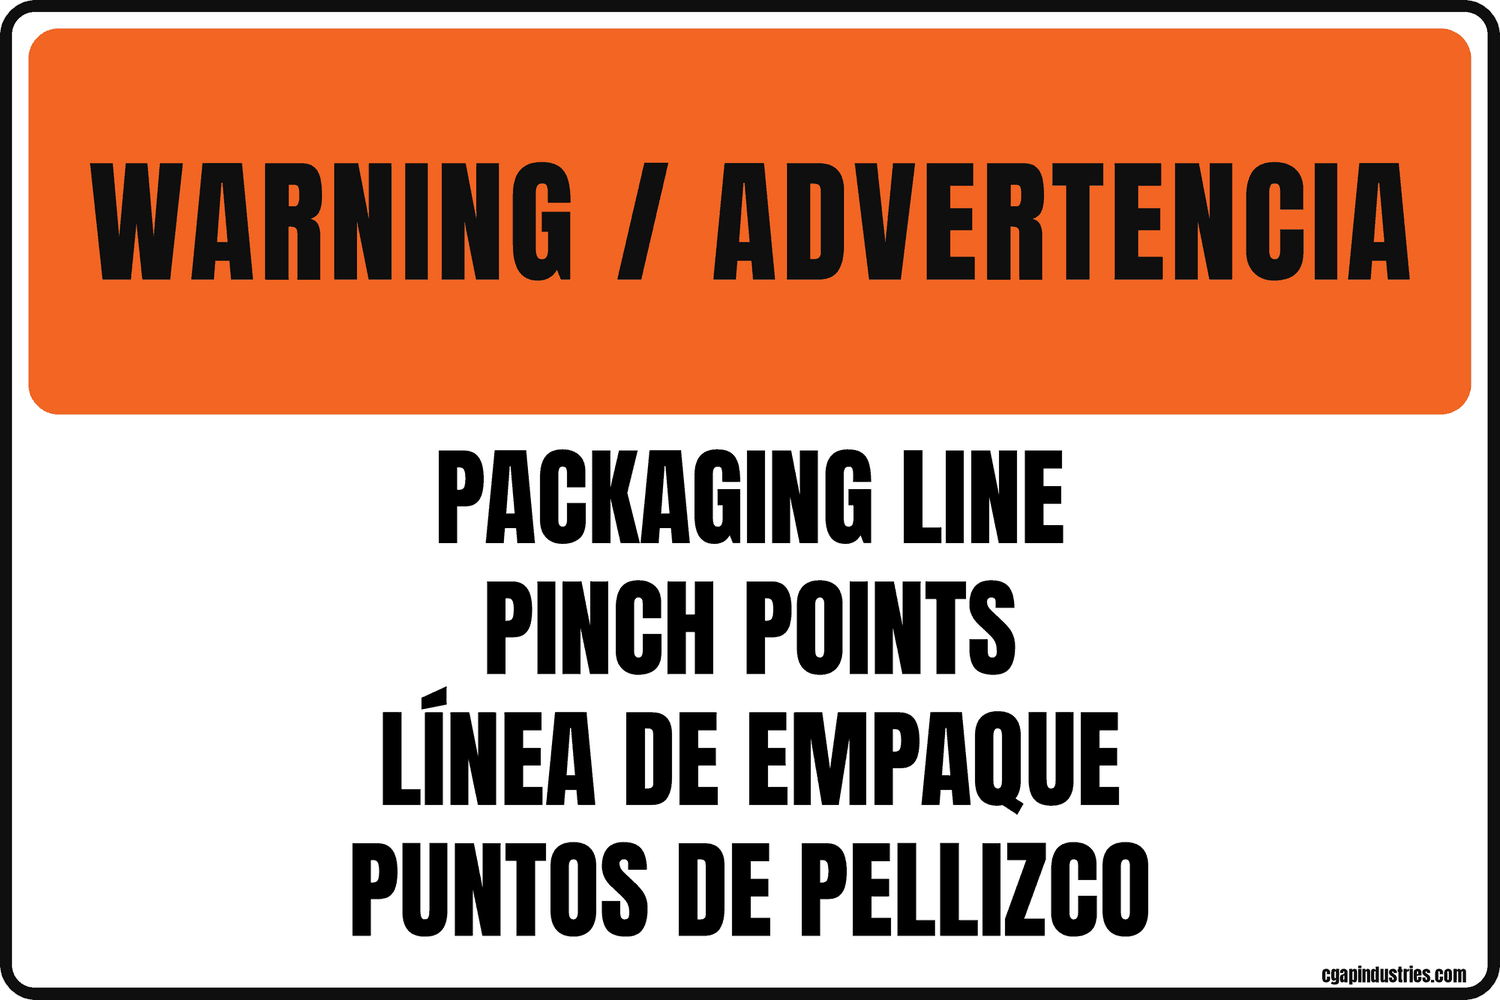 WARNING / ADVERTENCIA
PACKAGING LINE
PINCH POINTS
LÍNEA DE EMPAQUE
PUNTOS DE PELLIZCO
cgapindustries.com